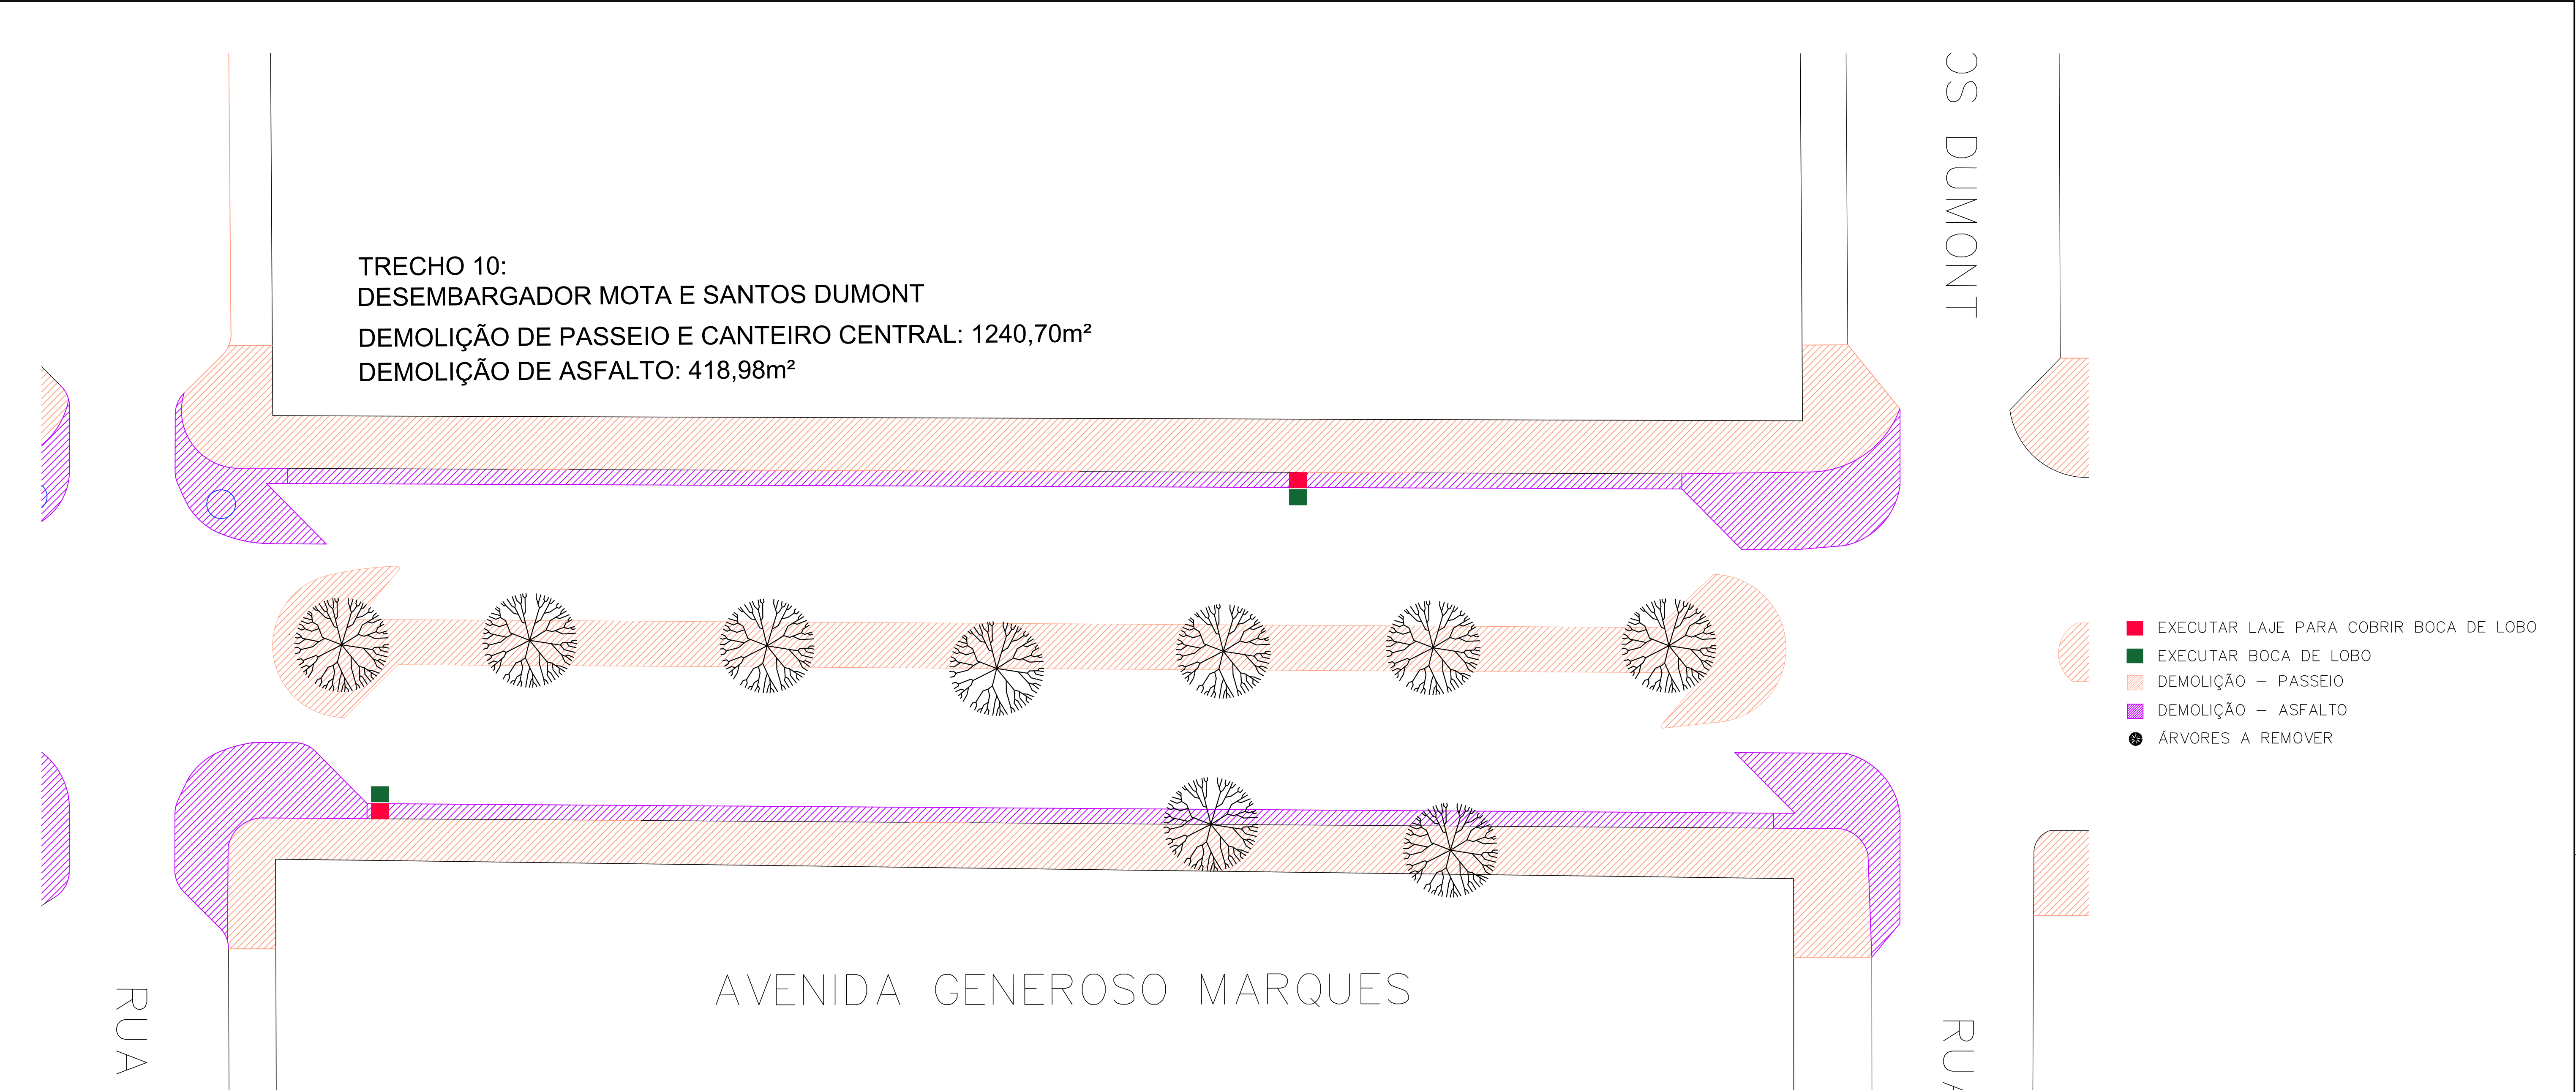 TRECHO 10:
DESEMBARGADOR MOTA E SANTOS DUMONT
DEMOLIÇÃO DE PASSEIO E CANTEIRO CENTRAL: 1240,70m²
DEMOLIÇÃO DE ASFALTO: 418,98m²
OS DUMONT
EXECUTAR LAJE PARA COBRIR BOCA DE LOBO
EXECUTAR BOCA DE LOBO
DEMOLIÇÃO – PASSEIO
DEMOLIÇÃO – ASFALTO
ÁRVORES A REMOVER
AVENIDA GENEROSO MARQUES
RUA
RUA